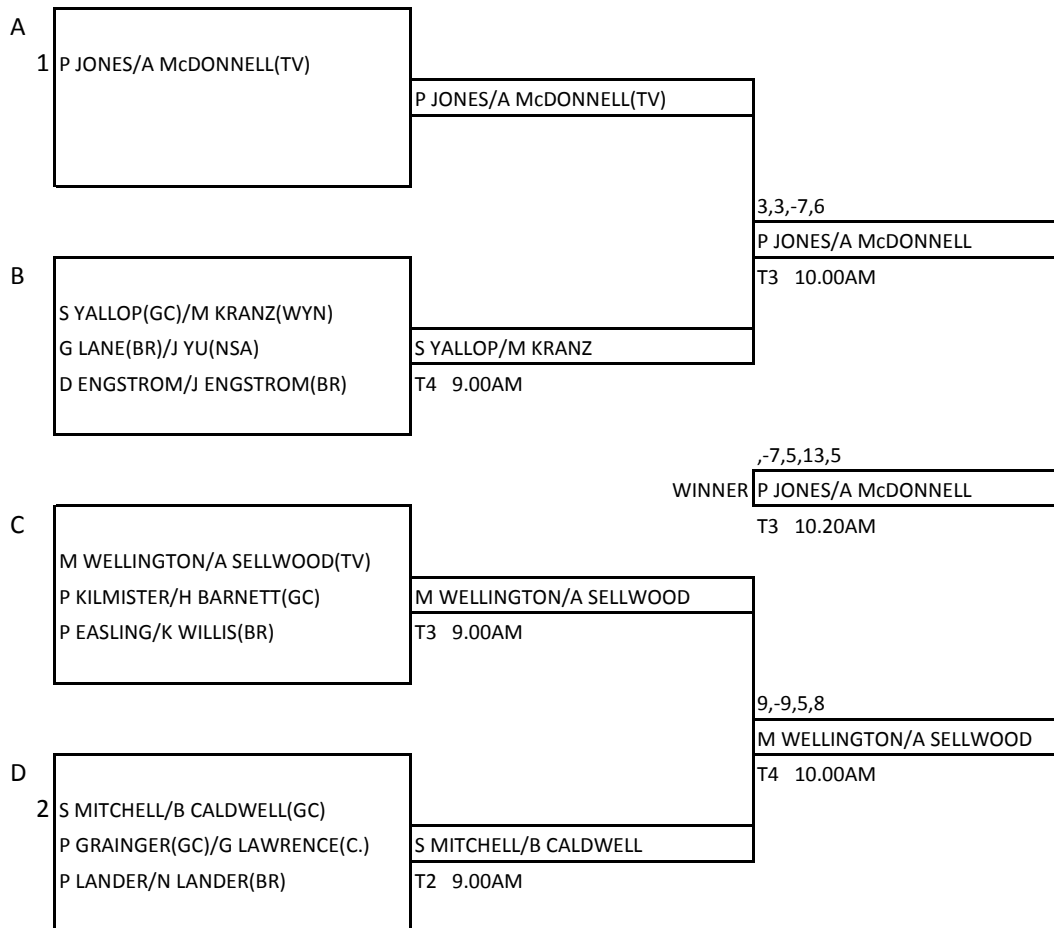 A
1 P JONES/A McDONNELL(TV)
P JONES/A McDONNELL(TV)
3,3,-7,6
P JONES/A McDONNELL
B
T3 10.00AM
S YALLOP(GC)/M KRANZ(WYN)
G LANE(BR)/J YU(NSA)
S YALLOP/M KRANZ
D ENGSTROM/J ENGSTROM(BR)
T4 9.00AM
,-7,5,13,5
WINNER P JONES/A McDONNELL
C
T3 10.20AM
M WELLINGTON/A SELLWOOD(TV)
P KILMISTER/H BARNETT(GC)
M WELLINGTON/A SELLWOOD
P EASLING/K WILLIS(BR)
T3 9.00AM
9,-9,5,8
M WELLINGTON/A SELLWOOD
D
T4 10.00AM
2 S MITCHELL/B CALDWELL(GC)
P GRAINGER(GC)/G LAWRENCE(C.)
S MITCHELL/B CALDWELL
P LANDER/N LANDER(BR)
T2 9.00AM